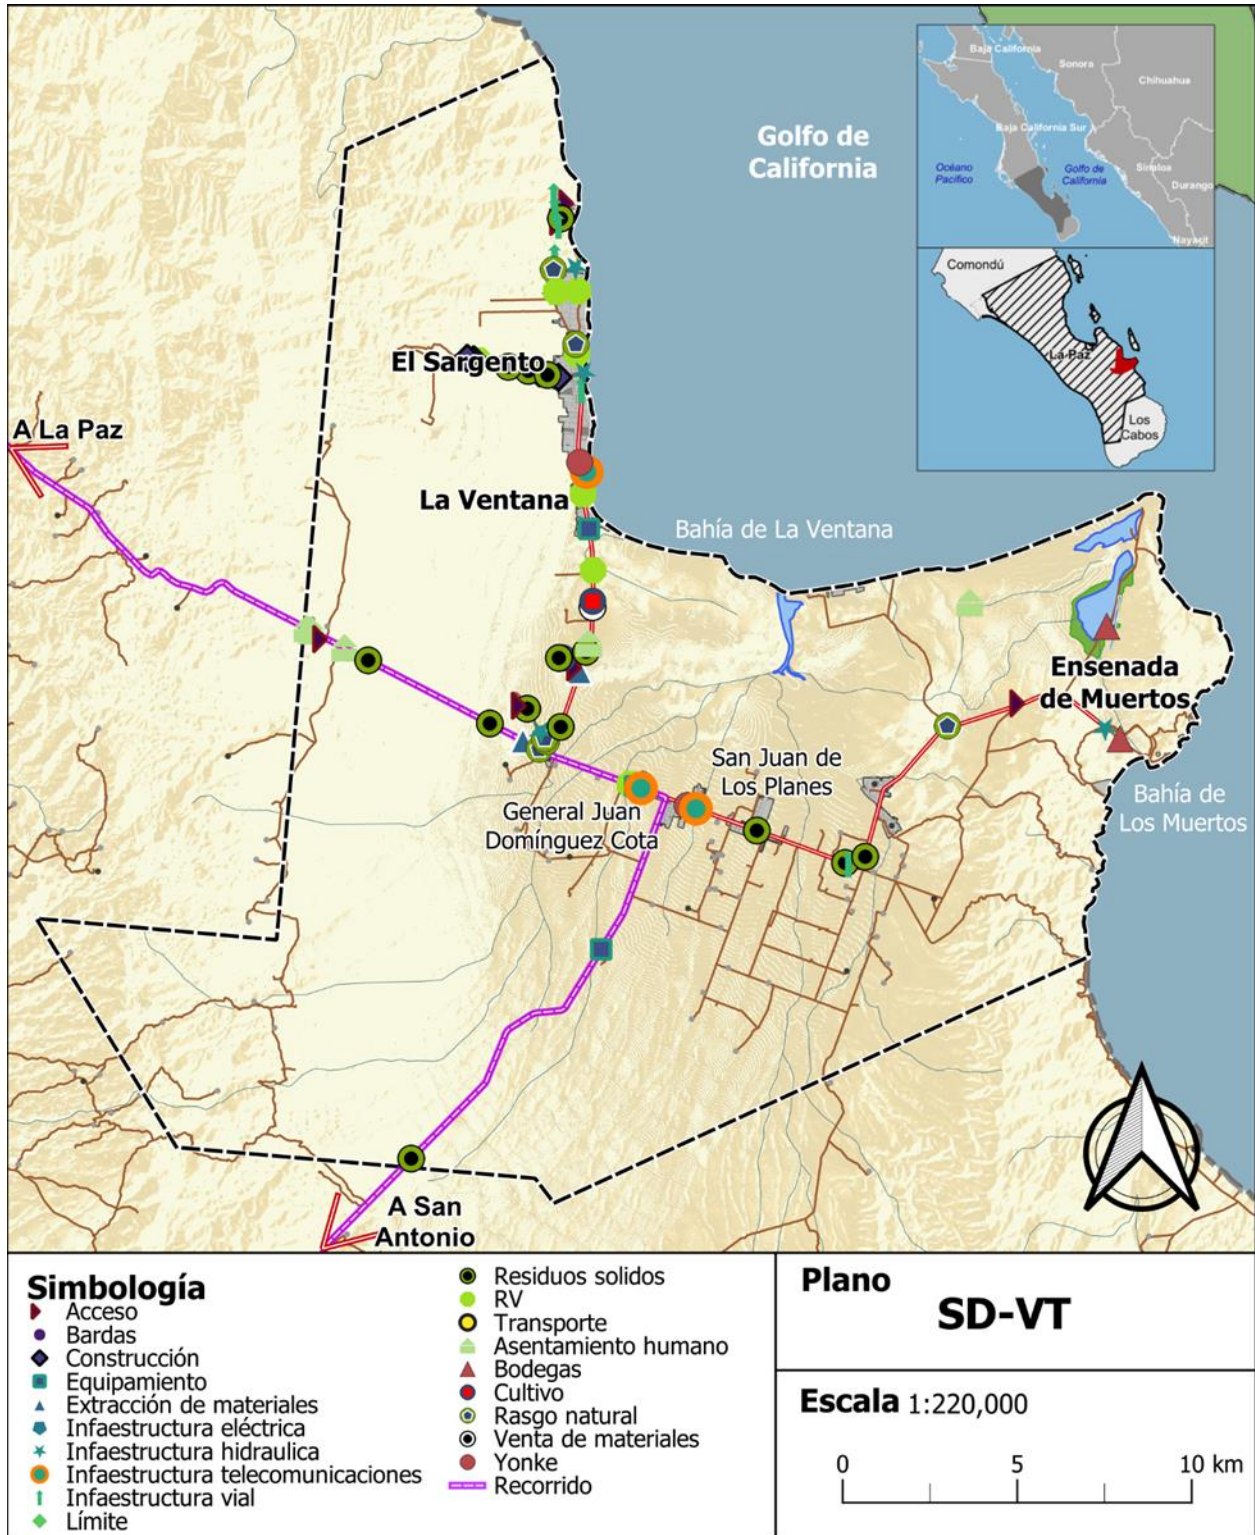 Baja California
Sonora
Chihuahua
Golfo de
California
Baja California Sur
Océano
Pacífico
Golfo de
California
Sinaloa
Durango
Nayarit
Comondú
La Paz
Los
Cabos
El Sargento
A La Paz
La Ventana
Bahía de La Ventana
Ensenada
de Muertos
San Juan de
Los Planes
General Juan
Domínguez Cota
Bahía de
Los Muertos
A San
Antonio
Simbología
Acceso
Bardas
Construcción
Equipamiento
Extracción de materiales
Infaestructura eléctrica
Infaestructura hidraulica
Infaestructura telecomunicaciones
Infaestructura vial
Límite
Residuos solidos
RV
Transporte
Asentamiento humano
Bodegas
Cultivo
Rasgo natural
Venta de materiales
Yonke
Recorrido
Plano
SD-VT
Escala 1:220,000
0 5 10 km